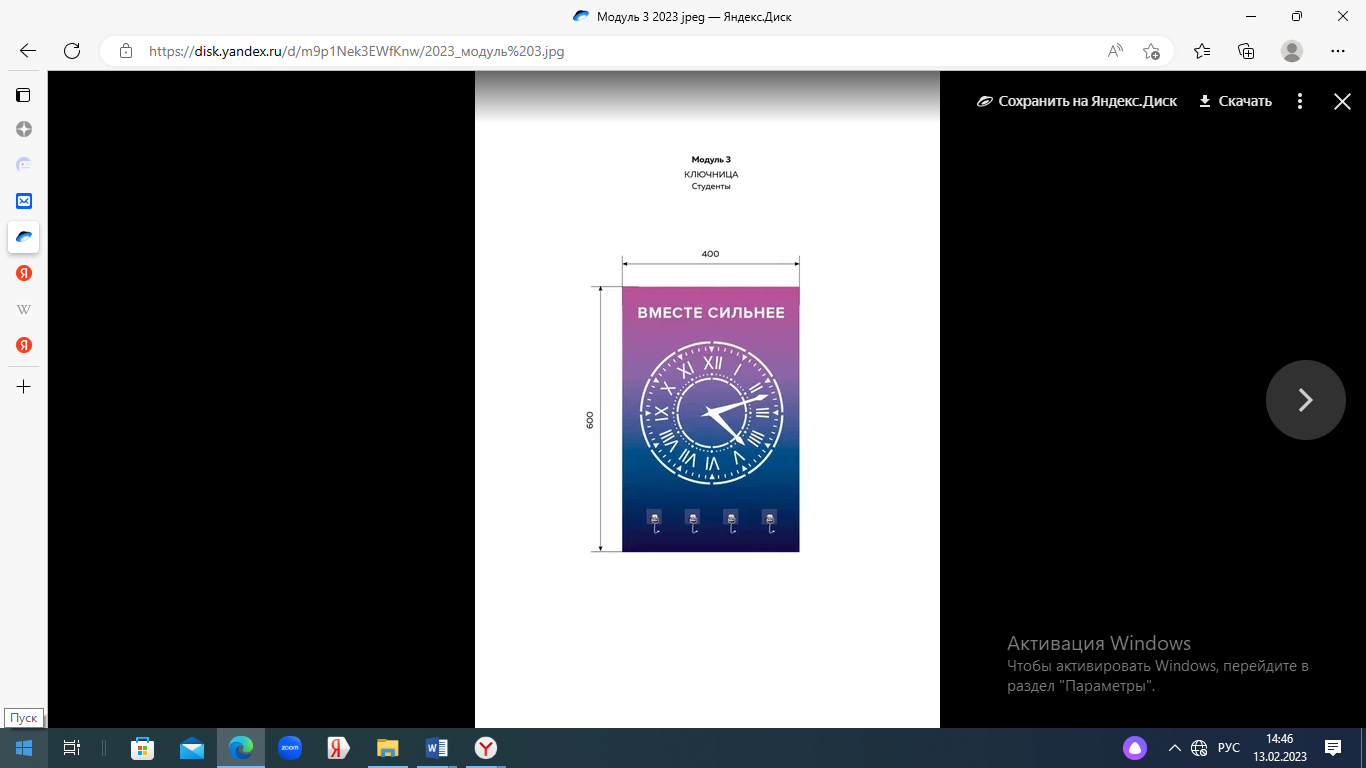 Модуль 3 2023 jpeg — Яндекс.Диск
https://disk.yandex.ru/d/m9p1Nek3EWfKnw/2023_модуль%203.jpg
Сохранить на Яндекс.Диск
Скачать
Модуль 3
КЛЮЧНИЦА
Студенты
400
600
ВМЕСТЕ СИЛЬНЕЕ
XII
I
II
III
IIII
V
VI
VII
VIII
IX
X
XI
Активация Windows
Чтобы активировать Windows, перейдите в
раздел "Параметры".
Пуск
zoom
РУС
14:46
13.02.2023